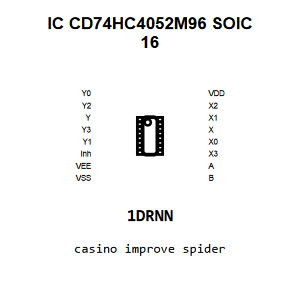 IC CD74HC4052M96 SOIC
16
Y0 VDD
Y2 X2
Y X1
Y3 X
Y1 X0
Inh X3
VEE A
VSS B
1DRNN
casino improve spider